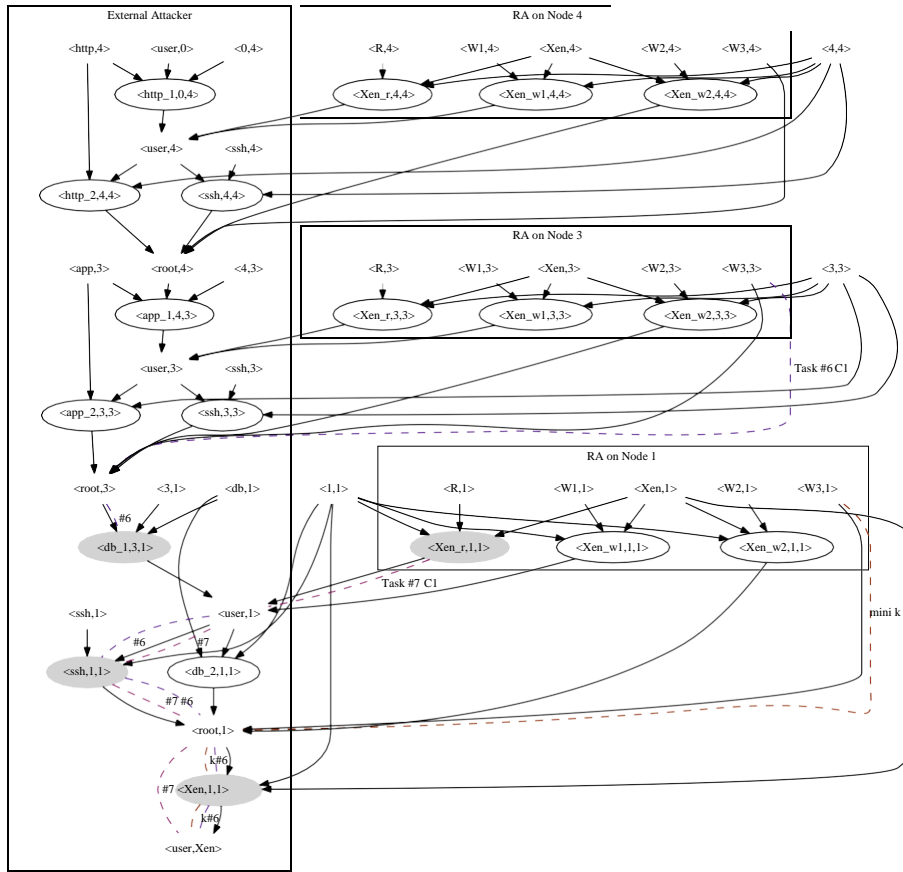 External Attacker
RA on Node 4
<http,4> <user,0> <0,4> <R,4> <W1,4> <Xen,4> <W2,4> <W3,4> <4,4>
<http_1,0,4> <Xen_r,4,4> <Xen_w1,4,4> <Xen_w2,4,4>
<user,4> <ssh,4>
<http_2,4,4> <ssh,4,4>
RA on Node 3
<app,3> <root,4> <4,3> <R,3> <W1,3> <Xen,3> <W2,3> <W3,3> <3,3>
<app_1,4,3> <Xen_r,3,3> <Xen_w1,3,3> <Xen_w2,3,3>
<user,3> <ssh,3> Task #6 C1
<app_2,3,3> <ssh,3,3>
RA on Node 1
<root,3> <3,1> <db,1> <1,1> <R,1> <W1,1> <Xen,1> <W2,1> <W3,1>
#6
<db_1,3,1> <Xen_r,1,1> <Xen_w1,1,1> <Xen_w2,1,1>
Task #7 C1
<ssh,1> <user,1> mini k
#6 #7
<ssh,1,1> <db_2,1,1>
#7 #6
<root,1>
k#6
#7 <Xen,1,1>
k#6
<user,Xen>